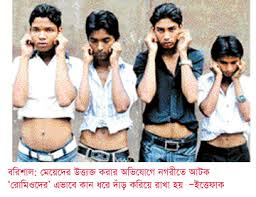 বরিশাল: মেয়েদের উত্ত্যক্ত করার অভিযোগে নগরীতে আটক
'রোমিওদের' এভাবে কান ধরে দাঁড় করিয়ে রাখা হয় –ইত্তেফাক